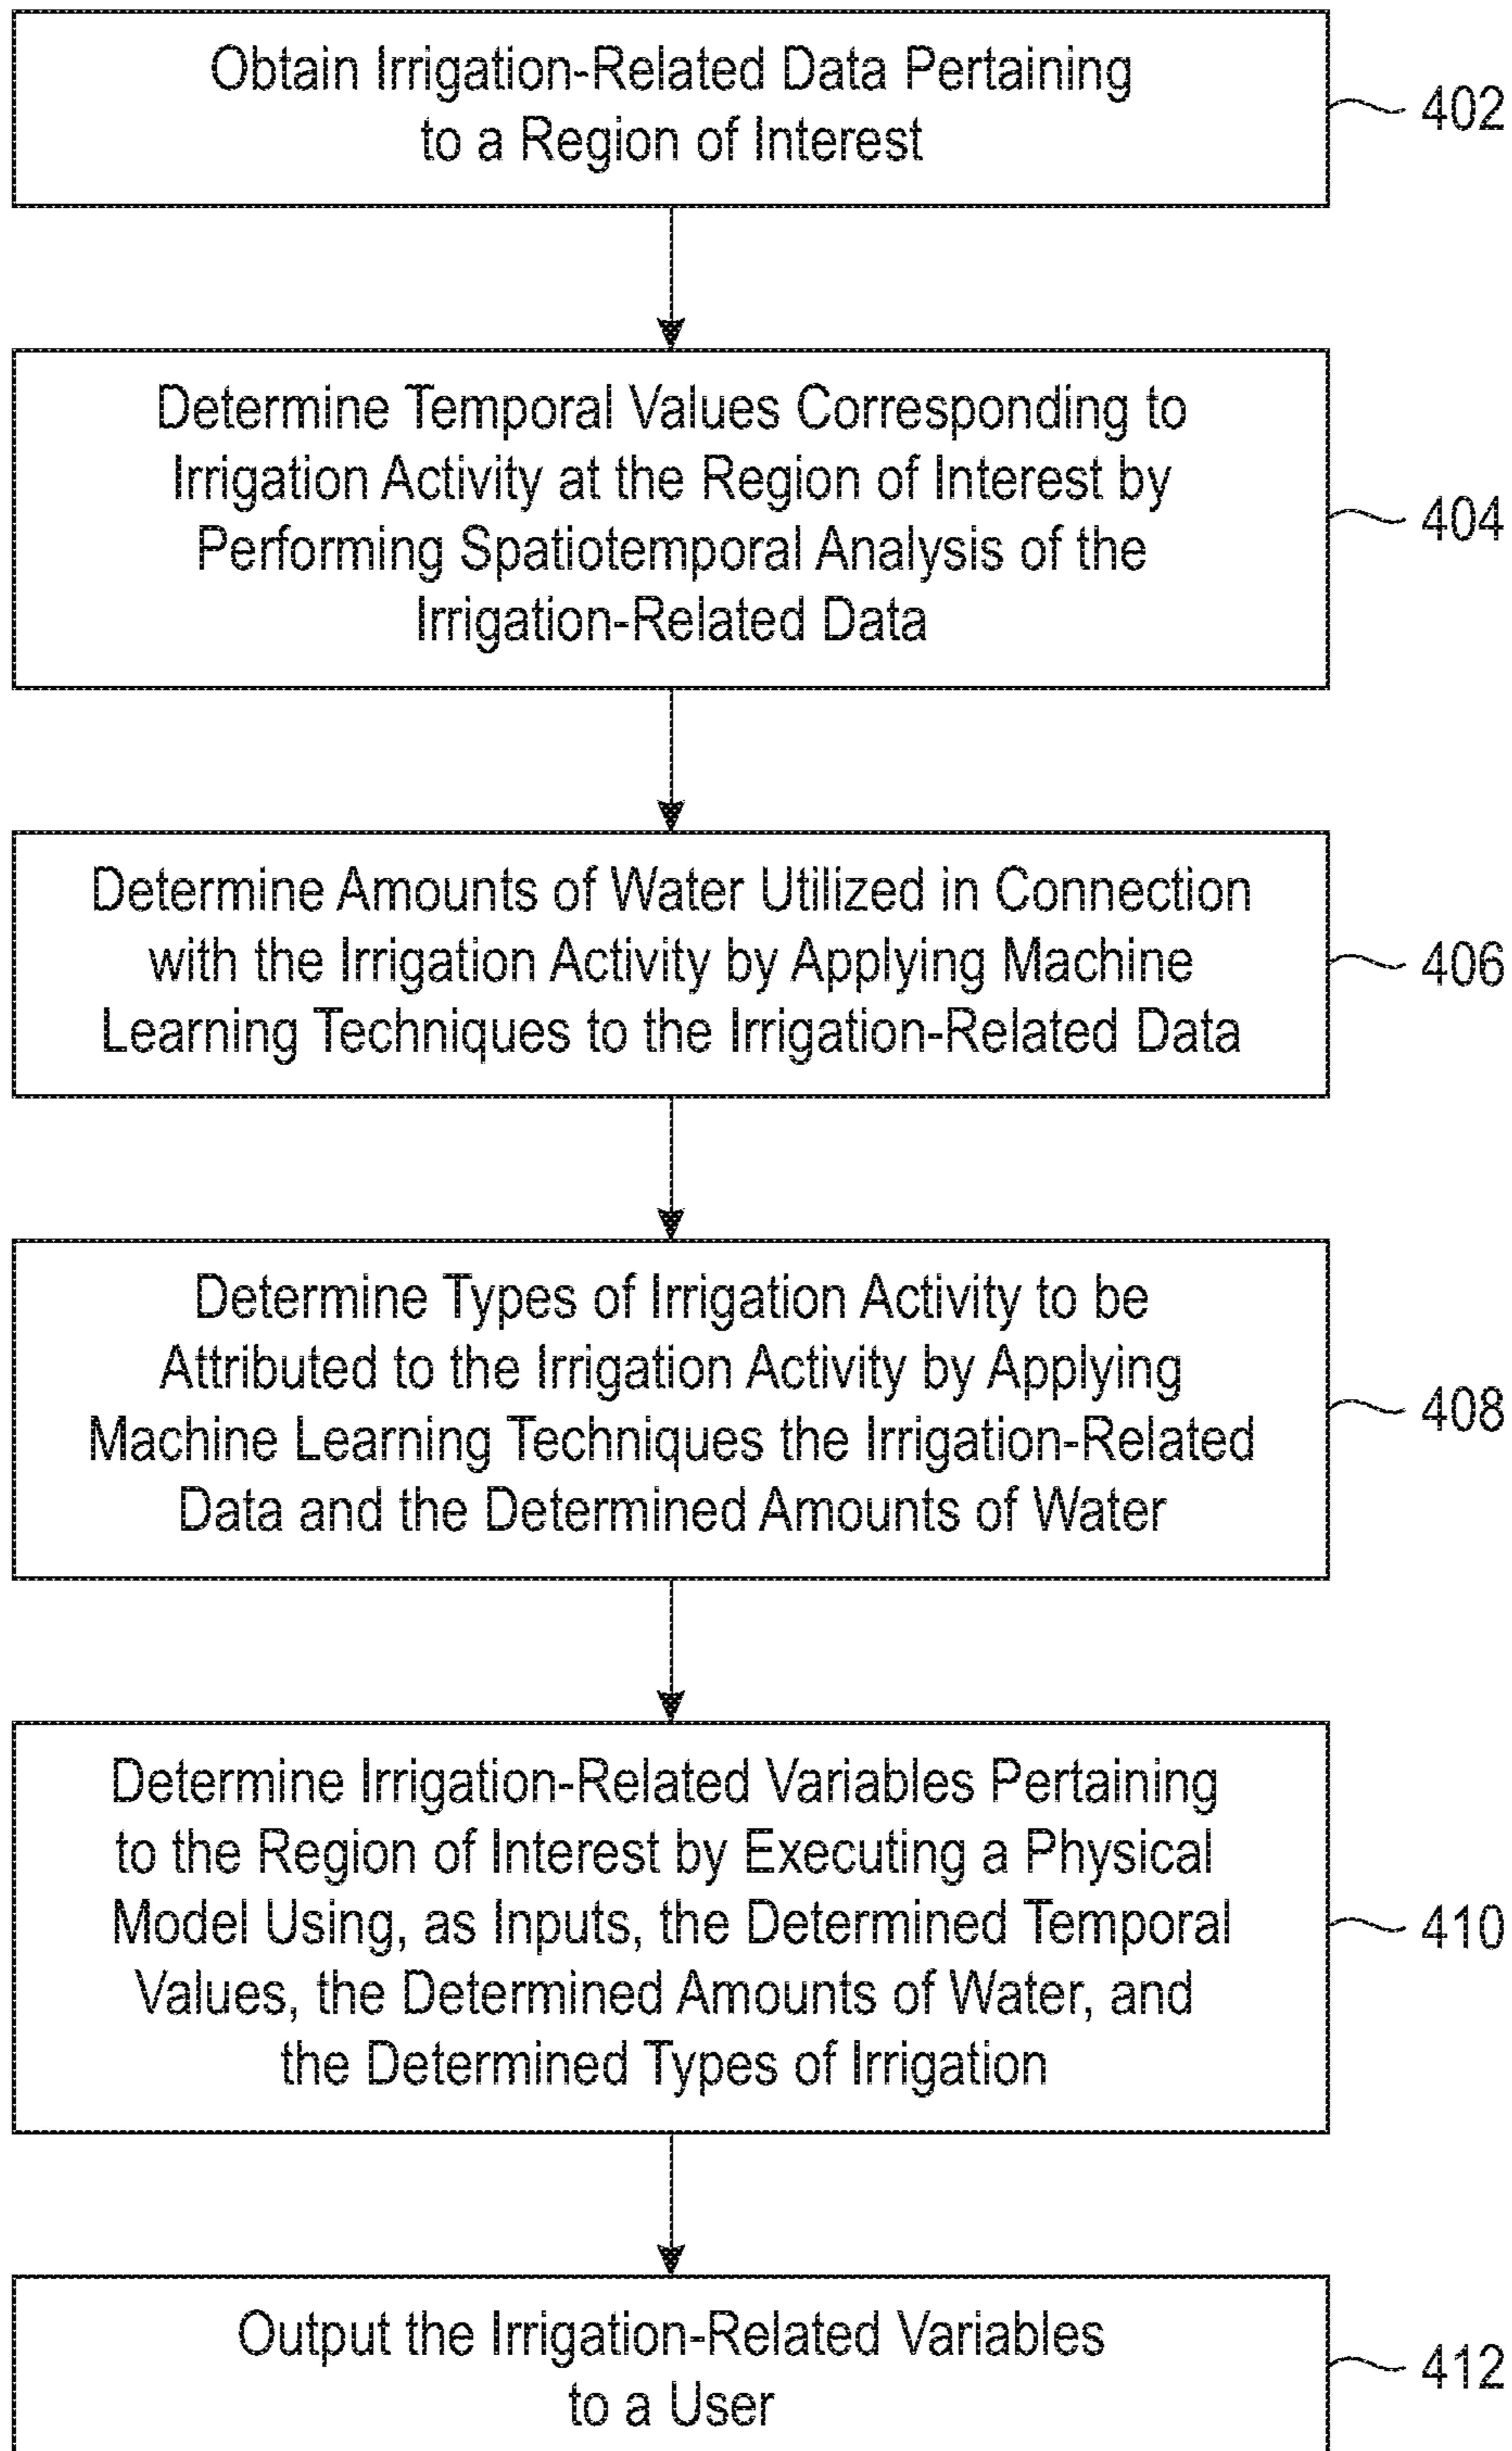 Obtain Irrigation-Related Data Pertaining
to a Region of Interest
402
Determine Temporal Values Corresponding to
Irrigation Activity at the Region of Interest by
Performing Spatiotemporal Analysis of the
Irrigation-Related Data
404
Determine Amounts of Water Utilized in Connection
with the Irrigation Activity by Applying Machine
Learning Techniques to the Irrigation-Related Data
406
Determine Types of Irrigation Activity to be
Attributed to the Irrigation Activity by Applying
Machine Learning Techniques the Irrigation-Related
Data and the Determined Amounts of Water
408
Determine Irrigation-Related Variables Pertaining
to the Region of Interest by Executing a Physical
Model Using, as Inputs, the Determined Temporal
Values, the Determined Amounts of Water, and
the Determined Types of Irrigation
410
Output the Irrigation-Related Variables
to a User
412